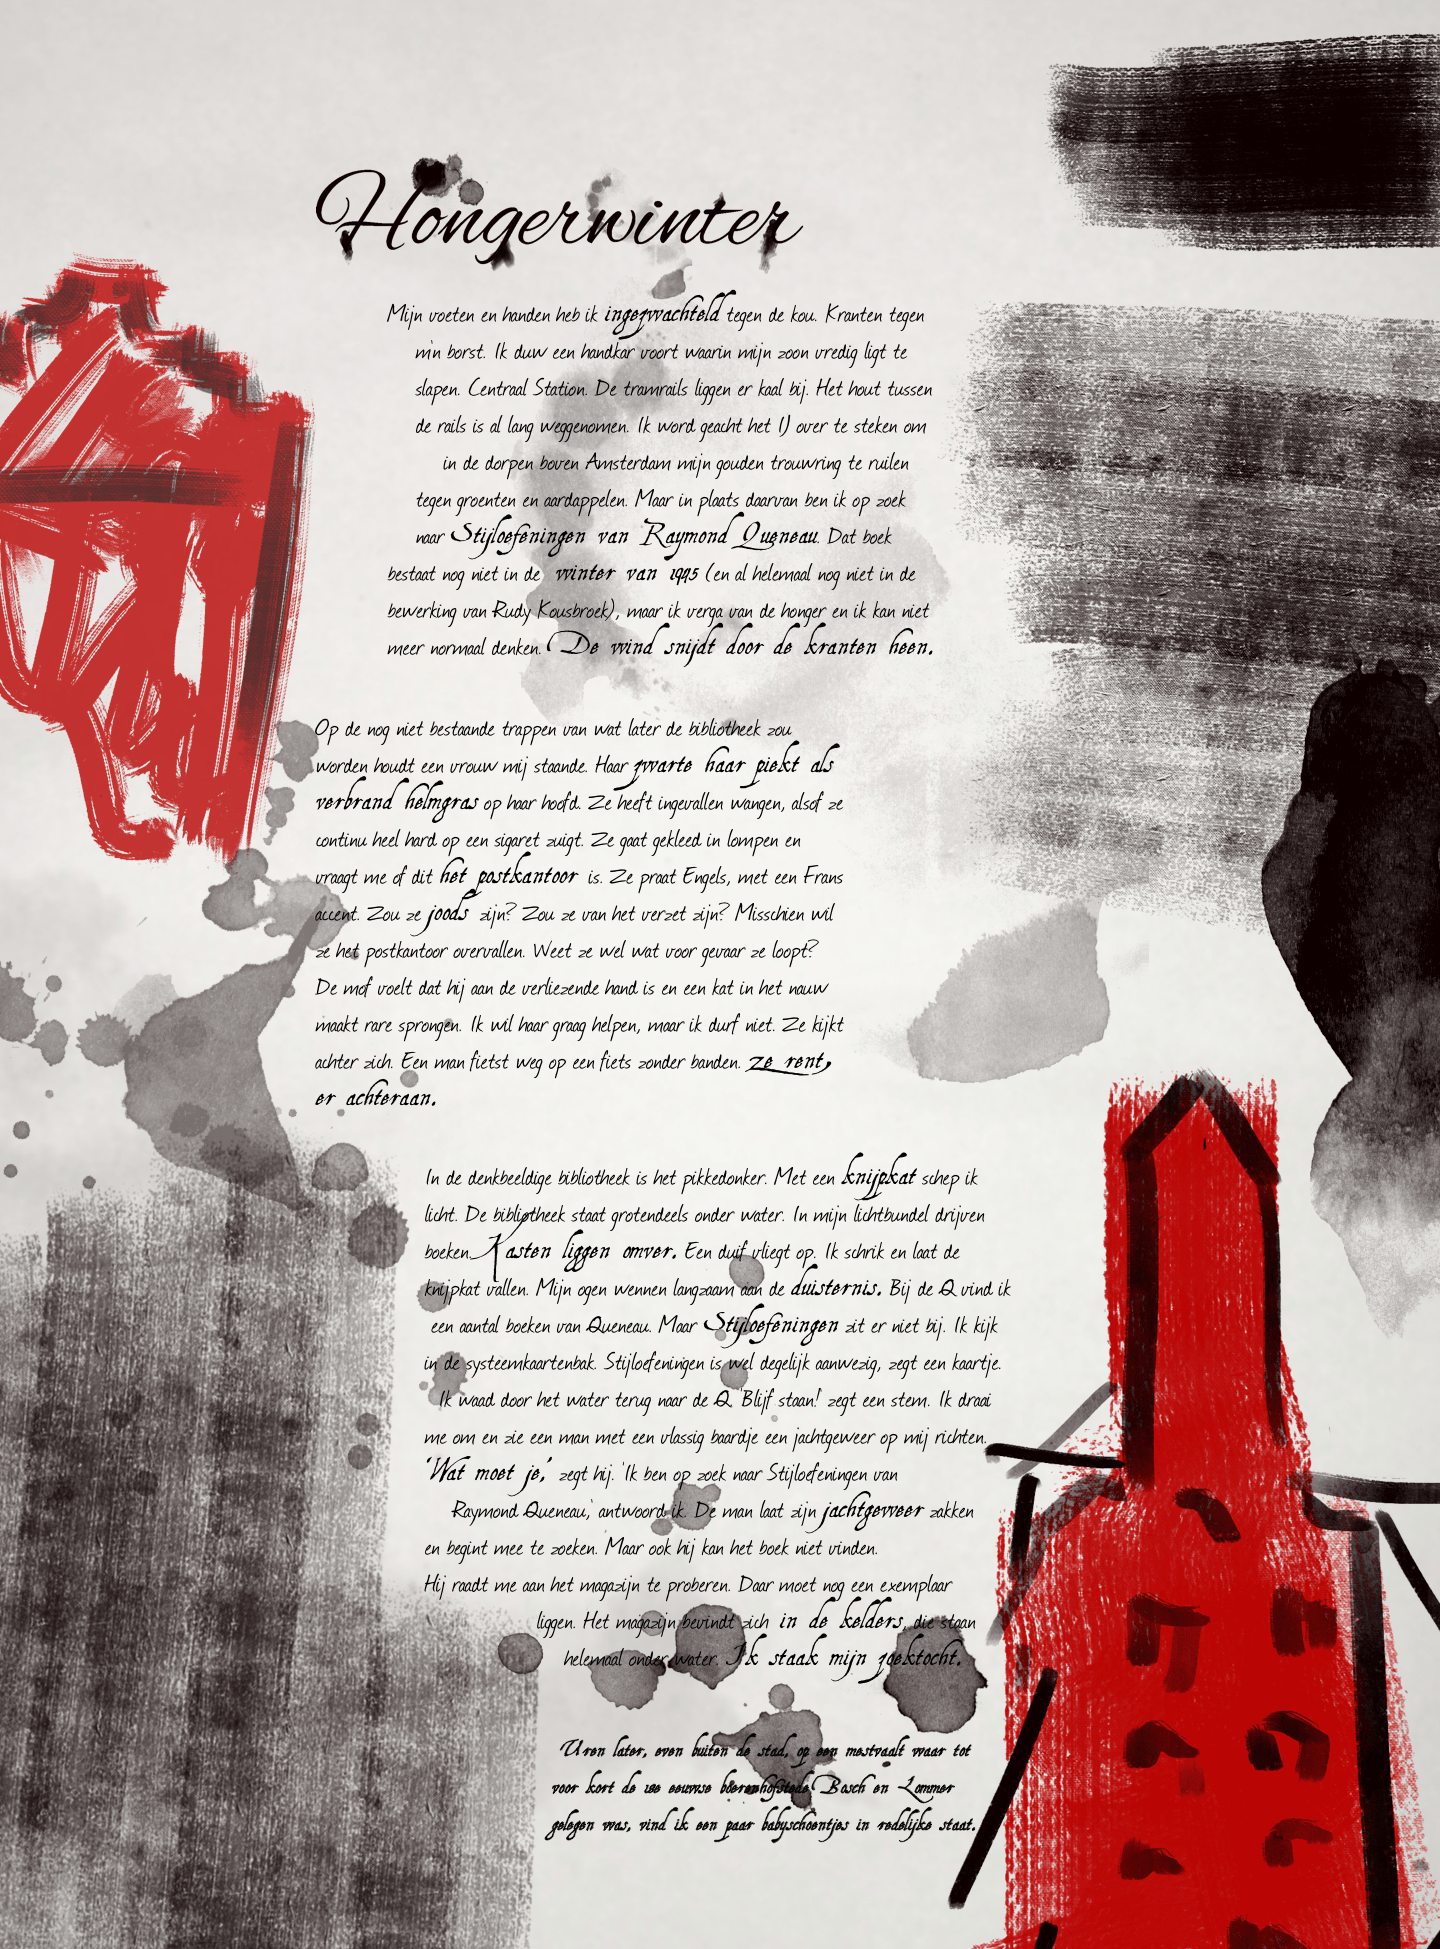 Hongerwinter
Mijn voeten en handen heb ik ingezwachteld tegen de kou. Kranten tegen
m'n borst. Ik duw een handkar voort waarin mijn zoon vredig ligt te
slapen. Centraal Station. De tramrails liggen er kaal bij. Het hout tussen
de rails is al lang weggenomen. Ik word geacht het IJ over te steken om
in de dorpen boven Amsterdam mijn gouden trouwring te ruilen
tegen groenten en aardappelen. Maar in plaats daarvan ben ik op zoek
naar Stijloefeningen van Raymond Queneau. Dat boek
bestaat nog niet in de winter van 1945 (en al helemaal nog niet in de
bewerking van Rudy Kousbroek), maar ik verga van de honger en ik kan niet
meer normaal denken. De wind snijdt door de kranten heen.
Op de nog niet bestaande trappen van wat later de bibliotheek zou
worden houdt een vrouw mij staande. Haar zwarte haar piekt als
verbrand helmgras op haar hoofd. Ze heeft ingevallen wangen, alsof ze
continu heel hard op een sigaret zuigt. Ze gaat gekleed in lompen en
vraagt me of dit het postkantoor is. Ze praat Engels, met een Frans
accent. Zou ze joods zijn? Zou ze van het verzet zijn? Misschien wil
ze het postkantoor overvallen. Weet ze wel wat voor gevaar ze loopt?
De mof voelt dat hij aan de verliezende hand is en een kat in het nauw
maakt rare sprongen. Ik wil haar graag helpen, maar ik durf niet. Ze kijkt
achter zich. Een man fietst weg op een fiets zonder banden. ze rent,
er achteraan.
In de denkbeeldige bibliotheek is het pikkedonker. Met een knijpkat schep ik
licht. De bibliotheek staat grotendeels onder water. In mijn lichtbundel drijven
boeken. Kasten liggen omver. Een duif vliegt op. Ik schrik en laat de
knijpkat vallen. Mijn ogen wennen langzaam aan de duisternis. Bij de Q vind ik
een aantal boeken van Queneau. Maar Stijloefeningen zit er niet bij. Ik kijk
in de systeemkaartenbak. Stijloefeningen is wel degelijk aanwezig, zegt een kaartje.
Ik waad door het water terug naar de Q. 'Blijf staan!' zegt een stem. Ik draai
me om en zie een man met een vlassig baardje een jachtgeweer op mij richten.
'Wat moet je,' zegt hij. 'Ik ben op zoek naar Stijloefeningen van
Raymond Queneau,' antwoord ik. De man laat zijn jachtgeweer zakken
en begint mee te zoeken. Maar ook hij kan het boek niet vinden.
Hij raadt me aan het magazijn te proberen. Daar moet nog een exemplaar
liggen. Het magazijn bevindt zich in de kelders, die staan
helemaal onder water. Ik staak mijn zoektocht.
Uren later, even buiten de stad, op een mestvaalt waar tot
voor kort de 18e eeuwse boerenhofstede Bosch en Lommer
gelegen was, vind ik een paar babyschoentjes in redelijke staat.